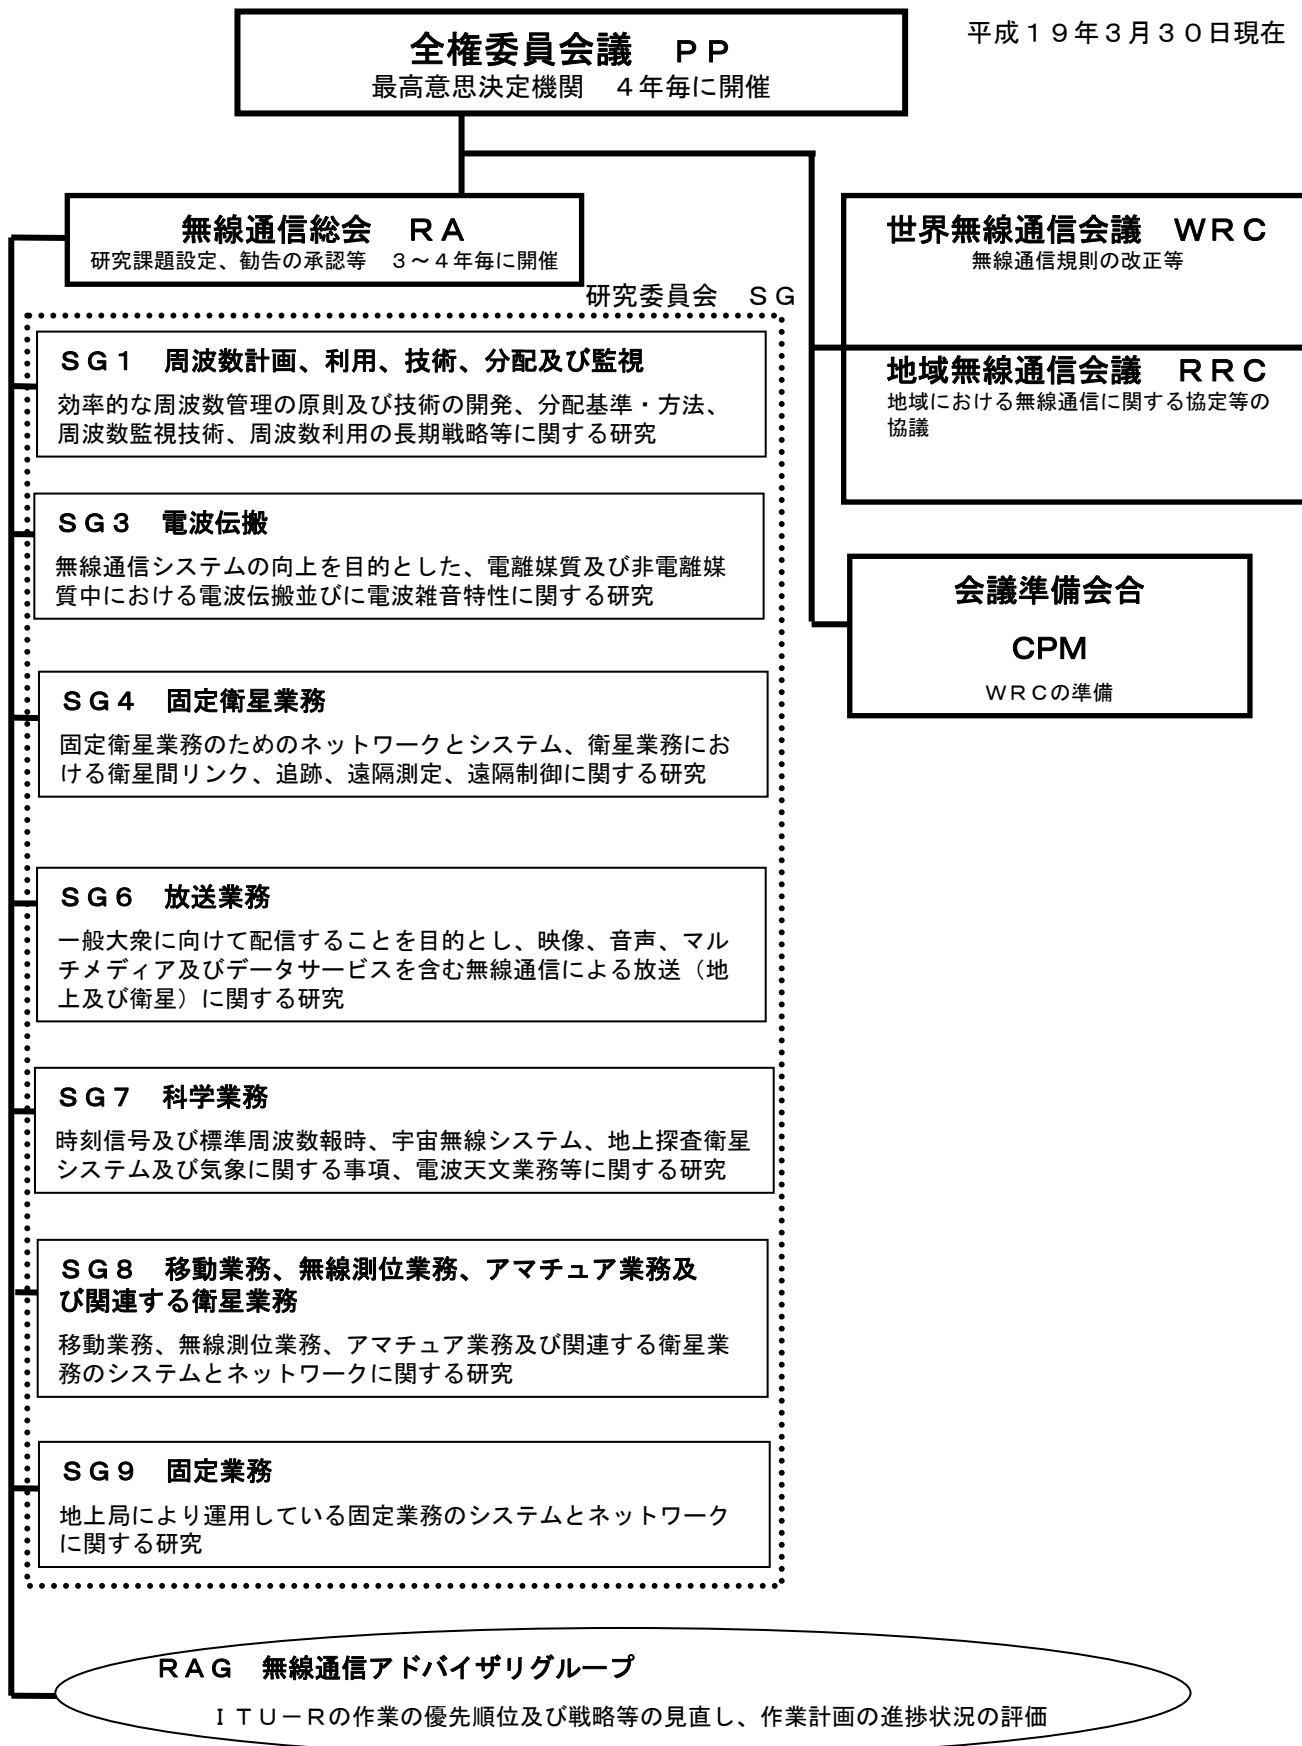 平成１９年３月３０日現在
全権委員会議　ＰＰ
最高意思決定機関　４年毎に開催
無線通信総会　ＲＡ
研究課題設定、勧告の承認等　３～４年毎に開催
世界無線通信会議　ＷＲＣ
無線通信規則の改正等
地域無線通信会議　ＲＲＣ
地域における無線通信に関する協定等の
協議
会議準備会合
CPM
ＷＲＣの準備
研究委員会　ＳＧ
ＳＧ１　周波数計画、利用、技術、分配及び監視
効率的な周波数管理の原則及び技術の開発、分配基準・方法、
周波数監視技術、周波数利用の長期戦略等に関する研究
ＳＧ３　電波伝搬
無線通信システムの向上を目的とした、電離媒質及び非電離媒
質中における電波伝搬並びに電波雑音特性に関する研究
ＳＧ４　固定衛星業務
固定衛星業務のためのネットワークとシステム、衛星業務にお
ける衛星間リンク、追跡、遠隔測定、遠隔制御に関する研究
ＳＧ６　放送業務
一般大衆に向けて配信することを目的とし、映像、音声、マル
チメディア及びデータサービスを含む無線通信による放送（地
上及び衛星）に関する研究
ＳＧ７　科学業務
時刻信号及び標準周波数報時、宇宙無線システム、地上探査衛星
システム及び気象に関する事項、電波天文業務等に関する研究
ＳＧ８　移動業務、無線測位業務、アマチュア業務及
び関連する衛星業務
移動業務、無線測位業務、アマチュア業務及び関連する衛星業
務のシステムとネットワークに関する研究
ＳＧ９　固定業務
地上局により運用している固定業務のシステムとネットワーク
に関する研究
ＲＡＧ　無線通信アドバイザリグループ
ＩＴＵ－Ｒの作業の優先順位及び戦略等の見直し、作業計画の進捗状況の評価